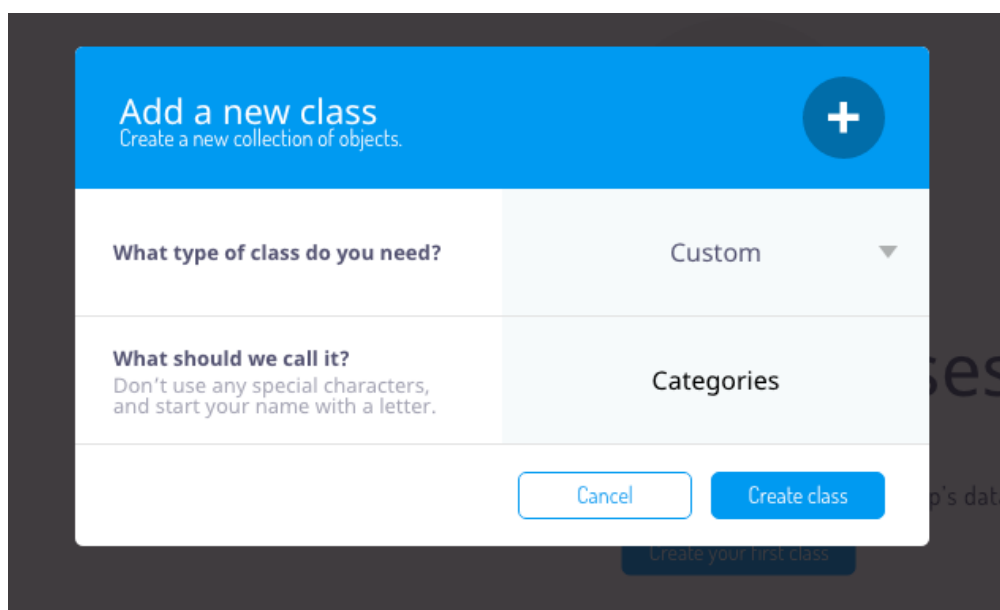 Add a new class
Create a new collection of objects.
What type of class do you need?
Custom
What should we call it?
Don't use any special characters,
and start your name with a letter.
Categories
Cancel
Create class
Create your first class